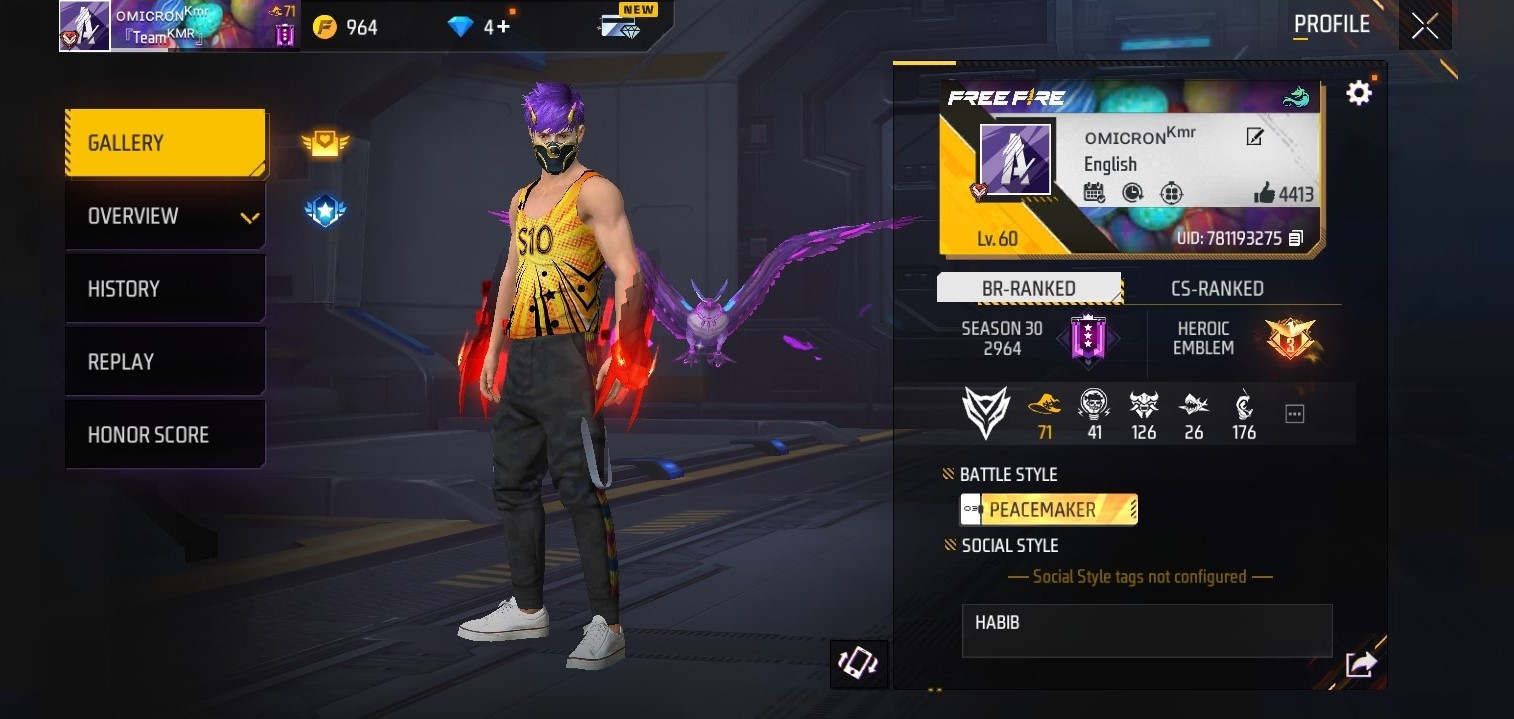 OMICRONᴷᵐʳ
『Teamᴷᴹᴿ』
71
964
4+
NEW
PROFILE
GALLERY
OVERVIEW
HISTORY
REPLAY
HONOR SCORE
S10
FREE FIRE
A
OMICRONᴷᵐʳ
English
4413
Lv. 60
UID: 781193275
BR-RANKED
CS-RANKED
SEASON 30
2964
HEROIC
EMBLEM
3
71
41
126
26
176
BATTLE STYLE
PEACEMAKER
SOCIAL STYLE
Social Style tags not configured
HABIB